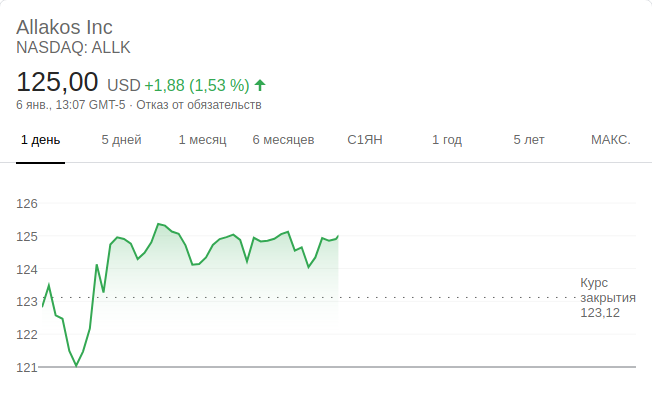 Allakos Inc
NASDAQ: ALLK
125,00 USD +1,88 (1,53 %)
6 янв., 13:07 GMT-5 · Отказ от обязательств
1 день 5 дней 1 месяц 6 месяцев С1ЯН 1 год 5 лет МАКС.
126
125
124
123
122
121
Курс
закрытия
123,12